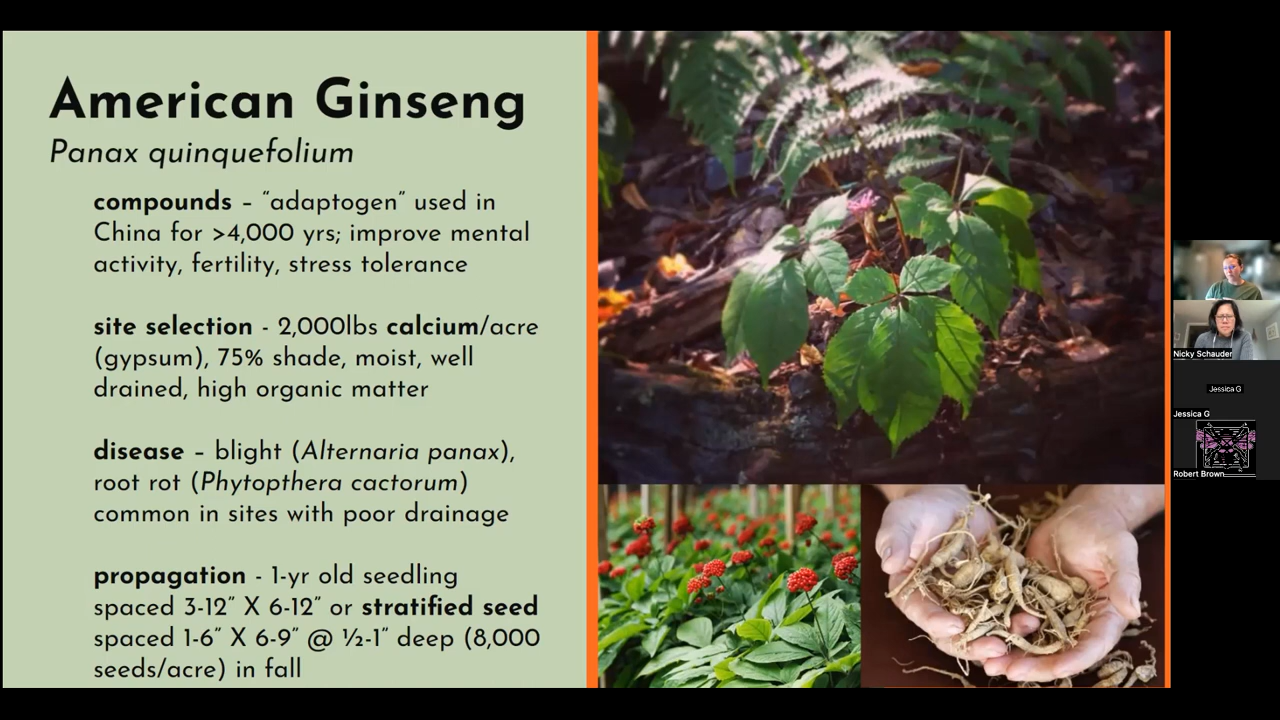 American Ginseng
Panax quinquefolium
compounds – “adaptogen” used in
China for >4,000 yrs; improve mental
activity, fertility, stress tolerance
site selection - 2,000lbs calcium/acre
(gypsum), 75% shade, moist, well
drained, high organic matter
disease – blight (Alternaria panax),
root rot (Phytopthera cactorum)
common in sites with poor drainage
propagation - 1-yr old seedling
spaced 3-12” X 6-12” or stratified seed
spaced 1-6” X 6-9” @ ½-1” deep (8,000
seeds/acre) in fall
Nicky Schauder
Jessica G
Jessica G
Robert Brown